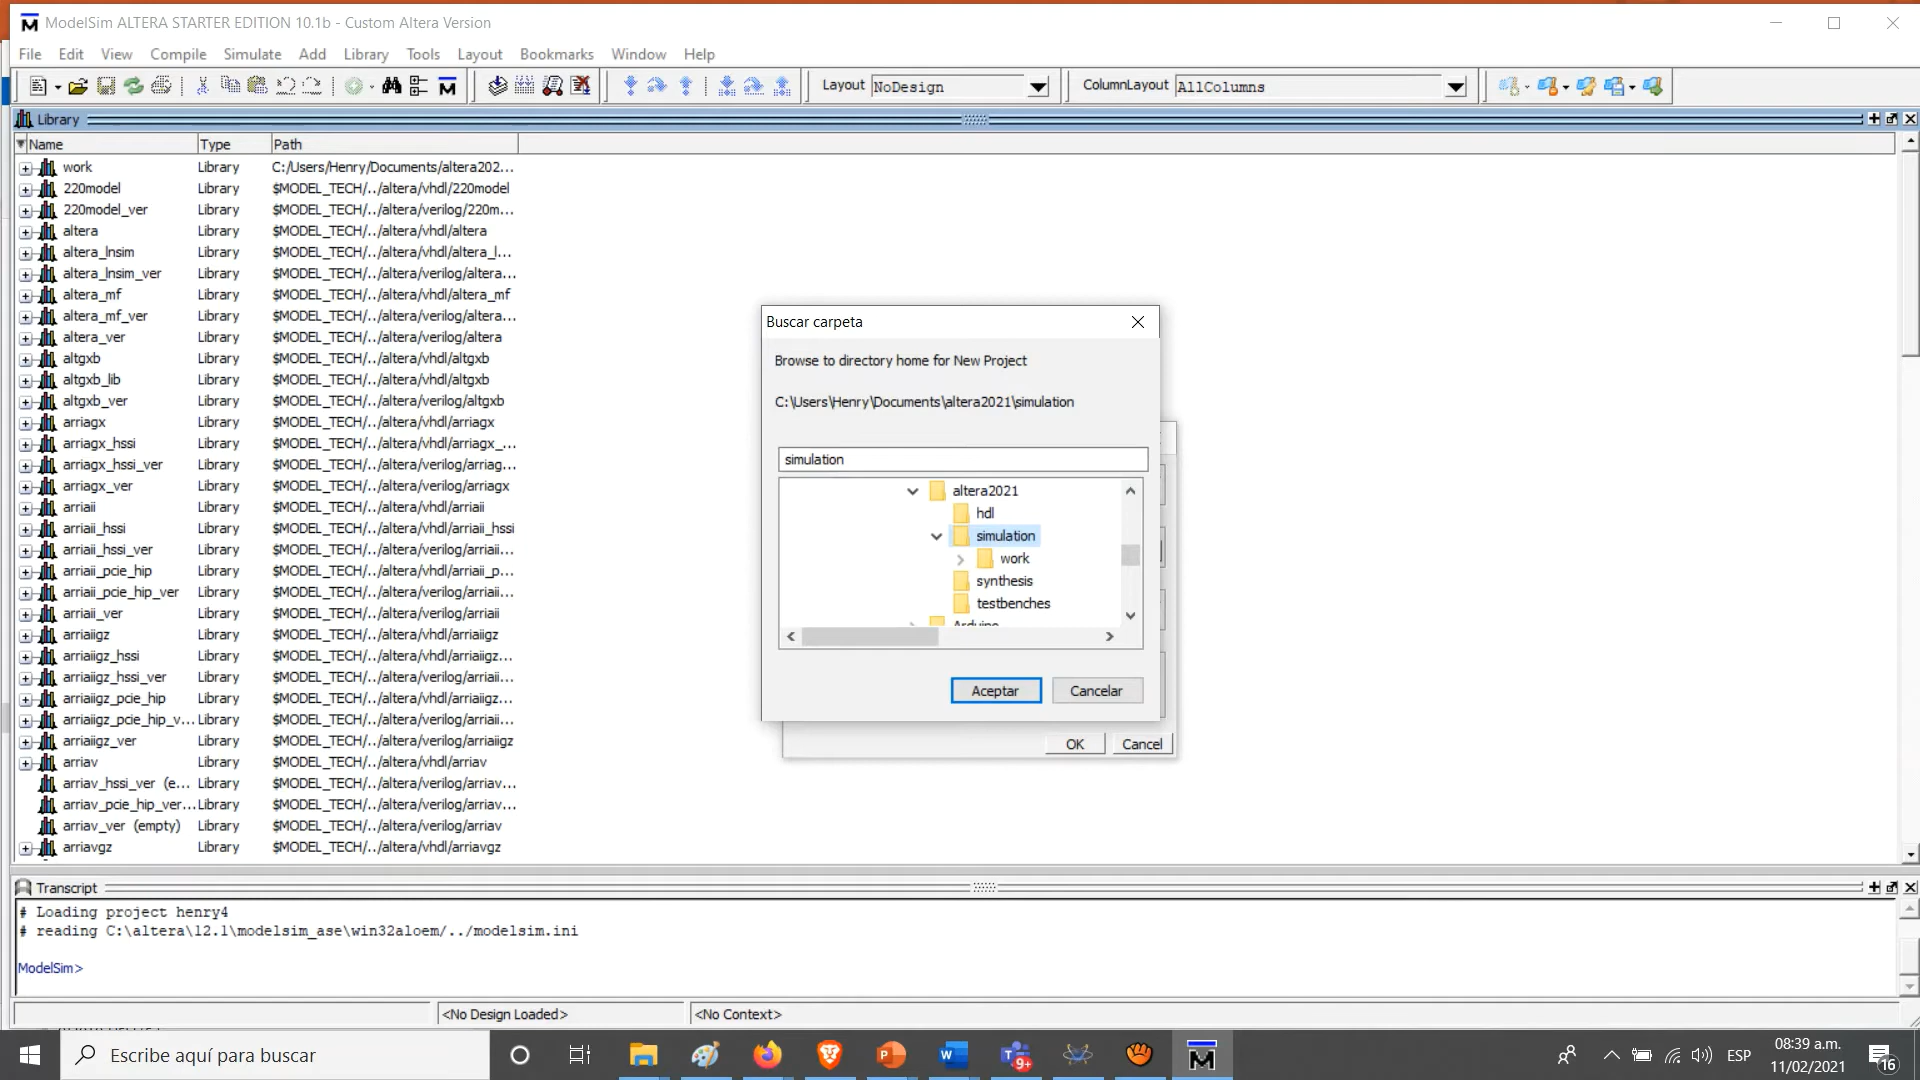 ModelSim ALTERA STARTER EDITION 10.1b - Custom Altera Version
File Edit View Compile Simulate Add Library Tools Layout Bookmarks Window Help
Layout NoDesign ColumnLayout AllColumns
Library
Name Type Path
work Library C:/Users/Henry/Documents/altera202...
220model Library $MODEL_TECH/../altera/vhdl/220model
220model_ver Library $MODEL_TECH/../altera/verilog/220m...
altera Library $MODEL_TECH/../altera/vhdl/altera
altera_lnsim Library $MODEL_TECH/../altera/vhdl/altera_l...
altera_lnsim_ver Library $MODEL_TECH/../altera/verilog/altera...
altera_mf Library $MODEL_TECH/../altera/vhdl/altera_mf
altera_mf_ver Library $MODEL_TECH/../altera/verilog/altera...
altera_ver Library $MODEL_TECH/../altera/verilog/altera
altgxb Library $MODEL_TECH/../altera/vhdl/altgxb
altgxb_lib Library $MODEL_TECH/../altera/vhdl/altgxb
altgxb_ver Library $MODEL_TECH/../altera/verilog/altgxb
arriagx Library $MODEL_TECH/../altera/vhdl/arriagx
arriagx_hssi Library $MODEL_TECH/../altera/vhdl/arriagx_...
arriagx_hssi_ver Library $MODEL_TECH/../altera/verilog/arriag...
arriagx_ver Library $MODEL_TECH/../altera/verilog/arriagx
arriaii Library $MODEL_TECH/../altera/vhdl/arriaii
arriaii_hssi Library $MODEL_TECH/../altera/vhdl/arriaii_hssi
arriaii_hssi_ver Library $MODEL_TECH/../altera/verilog/arriaii...
arriaii_pcie_hip Library $MODEL_TECH/../altera/vhdl/arriaii_p...
arriaii_pcie_hip_ver Library $MODEL_TECH/../altera/verilog/arriaii...
arriaii_ver Library $MODEL_TECH/../altera/verilog/arriaii
arriaiigz Library $MODEL_TECH/../altera/vhdl/arriaiigz
arriaiigz_hssi Library $MODEL_TECH/../altera/vhdl/arriaiigz...
arriaiigz_hssi_ver Library $MODEL_TECH/../altera/verilog/arriaii...
arriaiigz_pcie_hip Library $MODEL_TECH/../altera/vhdl/arriaiigz...
arriaiigz_pcie_hip_v... Library $MODEL_TECH/../altera/verilog/arriaii...
arriaiigz_ver Library $MODEL_TECH/../altera/verilog/arriaiigz
arriav Library $MODEL_TECH/../altera/vhdl/arriav
arriav_hssi_ver (e... Library $MODEL_TECH/../altera/verilog/arriav...
arriav_pcie_hip_ver... Library $MODEL_TECH/../altera/verilog/arriav...
arriav_ver (empty) Library $MODEL_TECH/../altera/verilog/arriav
arriavgz Library $MODEL_TECH/../altera/vhdl/arriavgz
Buscar carpeta
Browse to directory home for New Project
C:\Users\Henry\Documents\altera2021\simulation
simulation
altera2021
hdl
simulation
work
synthesis
testbenches
Arduino
Aceptar Cancelar
OK Cancel
Transcript
# Loading project henry4
# reading C:\altera\12.1\modelsim_ase\win32aloem/../modelsim.ini
ModelSim>
<No Design Loaded> <No Context>
Escribe aquí para buscar
9+
ESP
08:39 a.m.
11/02/2021
16